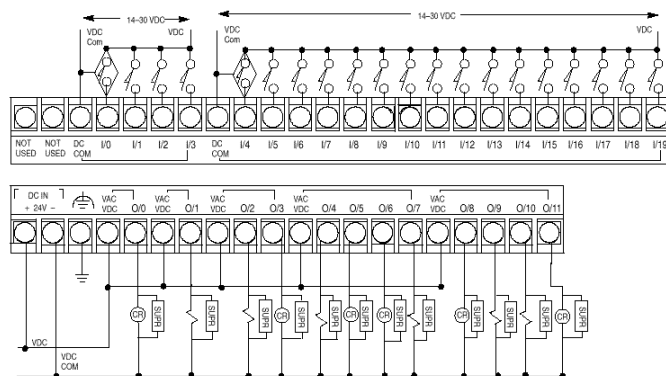 14–30 VDC 14–30 VDC
VDC Com VDC VDC Com VDC
NOT USED NOT USED DC COM I/0 I/1 I/2 I/3 DC COM I/4 I/5 I/6 I/7 I/8 I/9 I/10 I/11 I/12 I/13 I/14 I/15 I/16 I/17 I/18 I/19
DC IN
+ 24V – VAC VDC O/0 VAC VDC O/1 VAC VDC O/2 O/3 VAC VDC O/4 O/5 O/6 O/7 VAC VDC O/8 O/9 O/10 O/11
CR SUPR SUPR SUPR CR SUPR SUPR CR SUPR CR SUPR SUPR CR SUPR SUPR SUPR CR SUPR
VDC
VDC COM